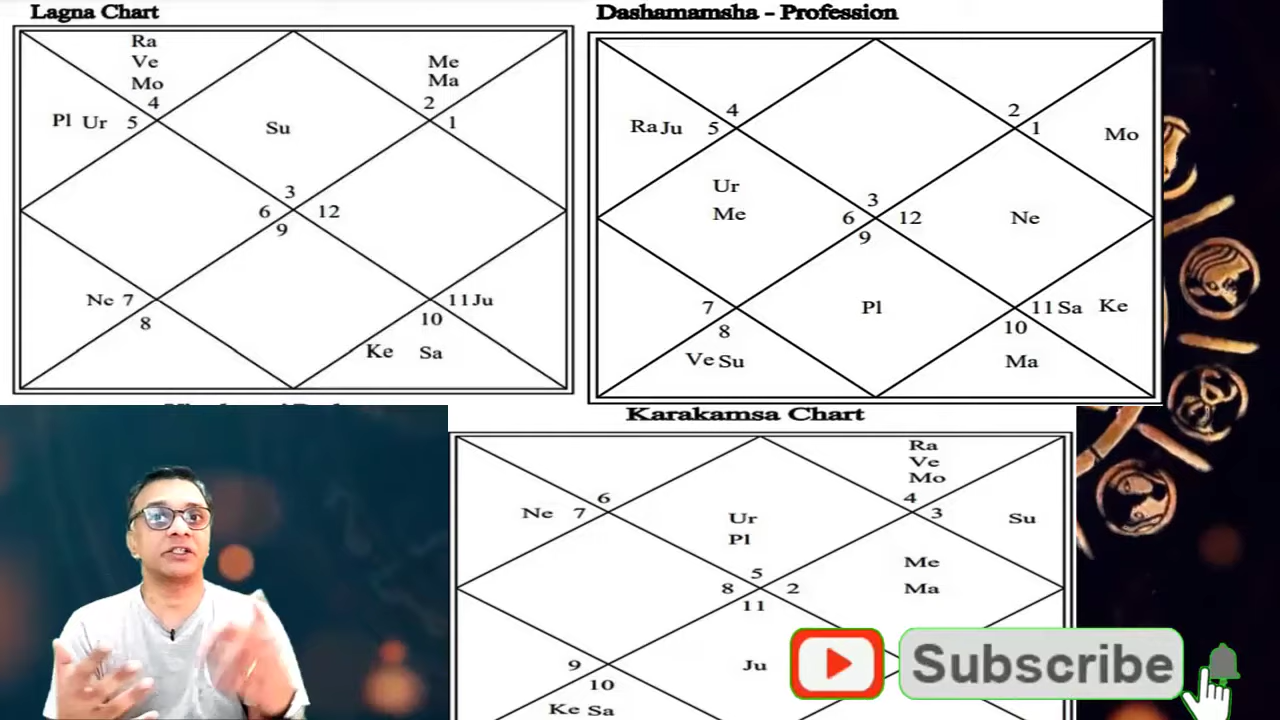 Lagna Chart
Ra
Ve
Mo
4
Pl Ur 5
Su
Me
Ma
2
1
3
6 12
9
Ne 7
8
11 Ju
10
Ke Sa
Dashamamsha - Profession
4
Ra Ju 5
2
1 Mo
Ur
Me
3
6 12
9
Ne
7
8
Ve Su
Pl
11 Sa Ke
10
Ma
Karakamsa Chart
6
Ne 7
Ur
Pl
Ra
Ve
Mo
4
3 Su
5
8 2
11
Me
Ma
9
10
Ke Sa
Ju
Subscribe